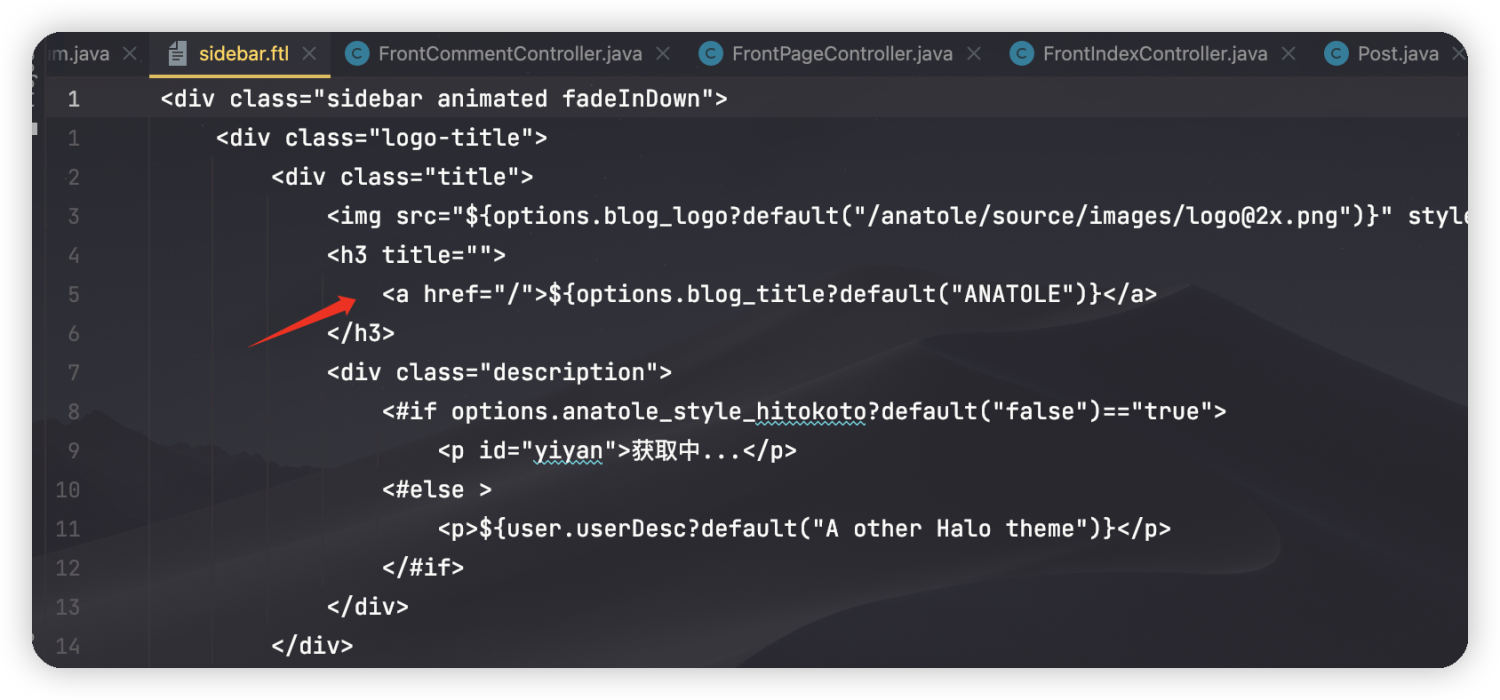 m.java sidebar.ftl FrontCommentController.java FrontPageController.java FrontIndexController.java Post.java
1 <div class="sidebar animated fadeInDown">
1 <div class="logo-title">
2 <div class="title">
3 <img src="${options.blog_logo?default("/anatole/source/images/logo@2x.png")}" style
4 <h3 title="">
5 <a href="/">${options.blog_title?default("ANATOLE")}</a>
6 </h3>
7 <div class="description">
8 <#if options.anatole_style_hitokoto?default("false")=="true">
9 <p id="yiyan">获取中...</p>
10 <#else >
11 <p>${user.userDesc?default("A other Halo theme")}</p>
12 </#if>
13 </div>
14 </div>